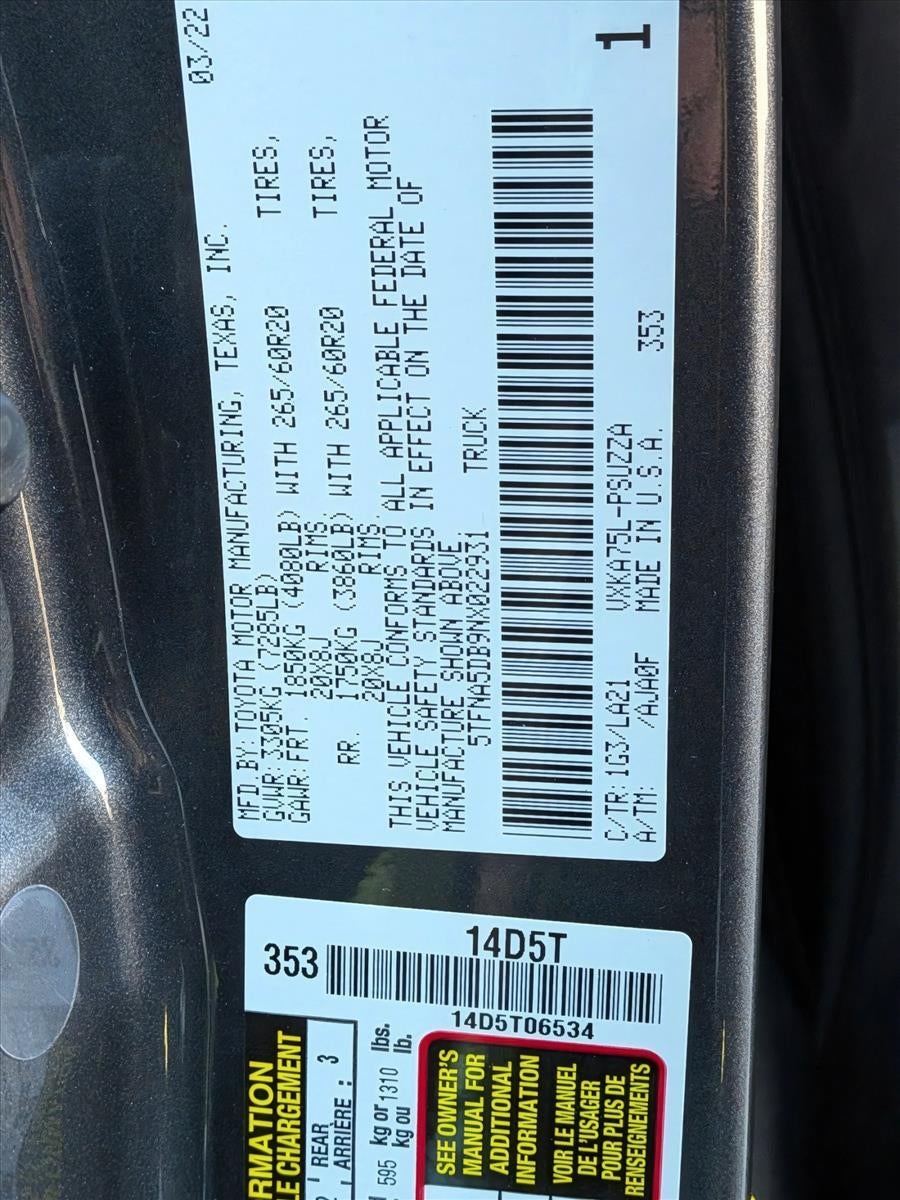 MFD.BY:TOYOTA MOTOR MANUFACTURING, TEXAS, INC. 03/22
GVWR:3305KG (7285LB)
GAWR:FRT. 1850KG (4080LB) WITH 265/60R20 TIRES,
20X8J RIMS
RR. 1750KG (3860LB) WITH 265/60R20 TIRES,
20X8J RIMS.
THIS VEHICLE CONFORMS TO ALL APPLICABLE FEDERAL MOTOR
VEHICLE SAFETY STANDARDS IN EFFECT ON THE DATE OF
MANUFACTURE SHOWN ABOVE.
5TFNA5DB9NX022931 TRUCK
C/TR:1G3/LA21 VXKA75L-PSUZZA 353
A/TM: /AJA0F MADE IN U.S.A.
1
353
14D5T
14D5T06534
RMATION
LE CHARGEMENT
REAR
ARRIÈRE : 3
595 kg or 1310 lbs.
kg ou lb.
SEE OWNER'S
MANUAL FOR
ADDITIONAL
INFORMATION
VOIR LE MANUEL
DE L'USAGER
POUR PLUS DE
RENSEIGNEMENTS